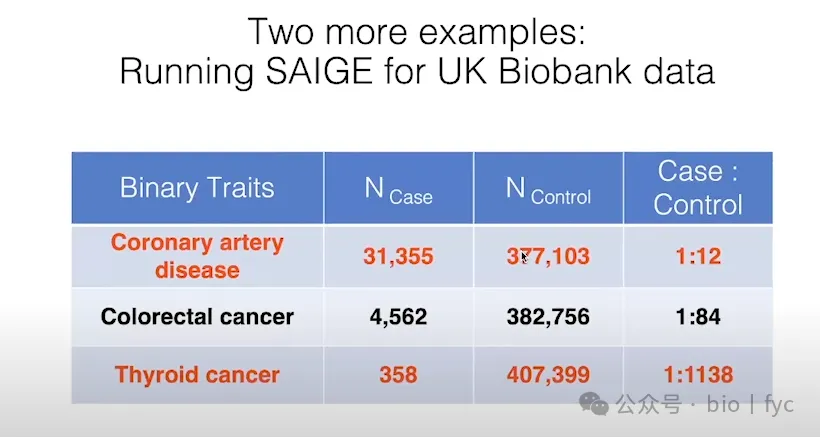 Two more examples:
Running SAIGE for UK Biobank data
Binary Traits
N Case
N Control
Case :
Control
Coronary artery
disease
31,355
377,103
1:12
Colorectal cancer
4,562
382,756
1:84
Thyroid cancer
358
407,399
1:1138
公众号 · bio | fyc